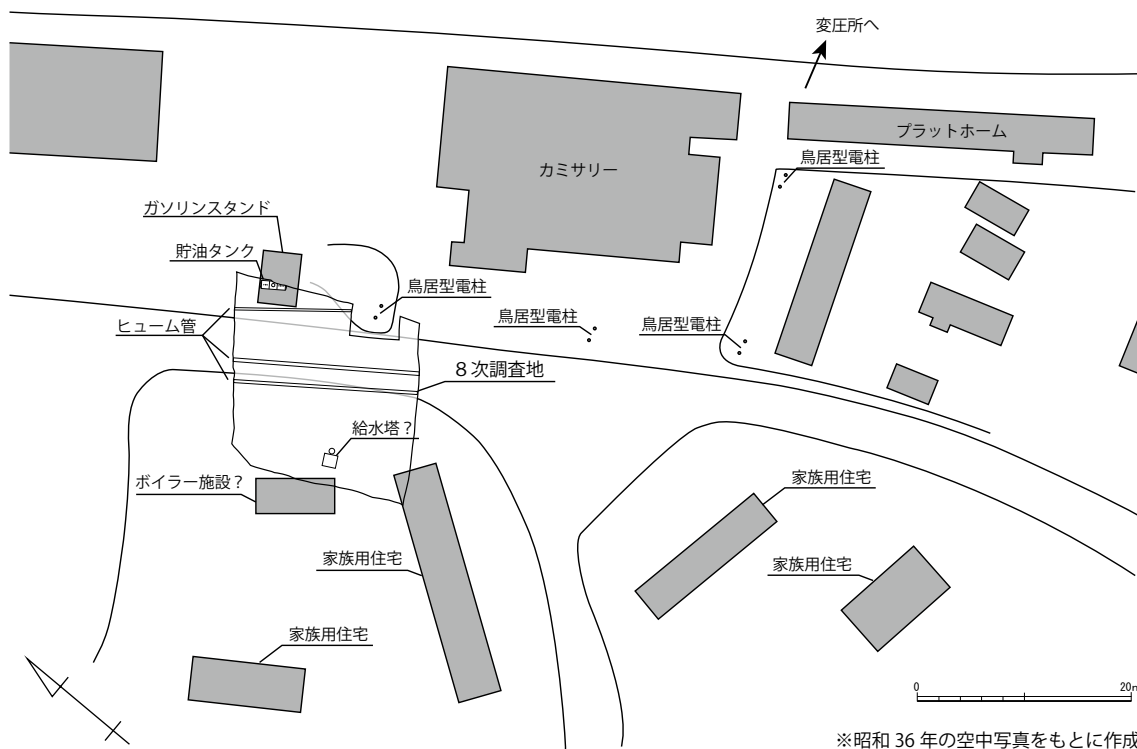 変圧所へ
プラットホーム
鳥居型電柱
カミサリー
ガソリンスタンド
貯油タンク
鳥居型電柱
ヒューム管
鳥居型電柱
鳥居型電柱
8次調査地
給水塔？
ボイラー施設？
家族用住宅
家族用住宅
家族用住宅
家族用住宅
0 20m
※昭和 36 年の空中写真をもとに作成